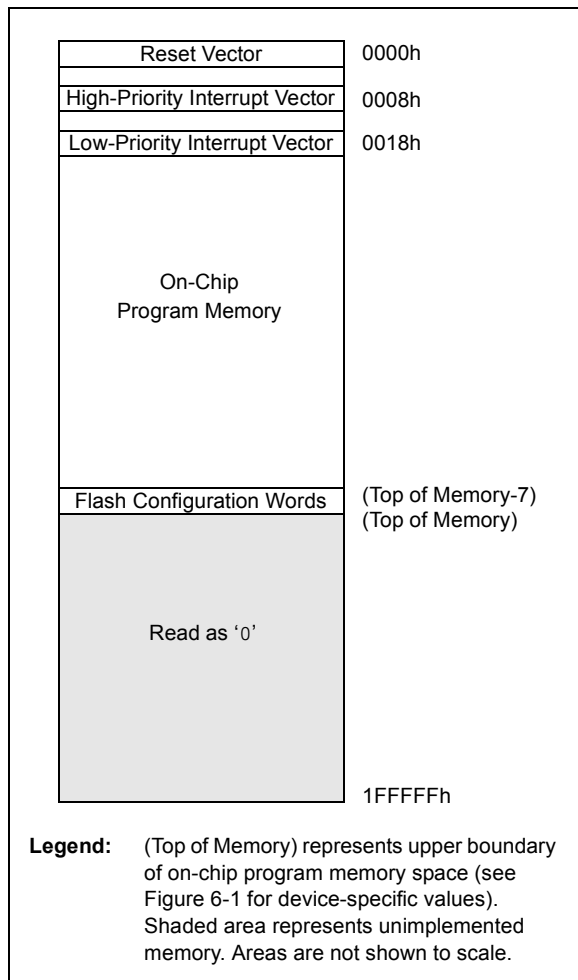 Reset Vector 0000h
High-Priority Interrupt Vector 0008h
Low-Priority Interrupt Vector 0018h
On-Chip
Program Memory
Flash Configuration Words (Top of Memory-7)
(Top of Memory)
Read as ‘0’
1FFFFFh
Legend: (Top of Memory) represents upper boundary
of on-chip program memory space (see
Figure 6-1 for device-specific values).
Shaded area represents unimplemented
memory. Areas are not shown to scale.